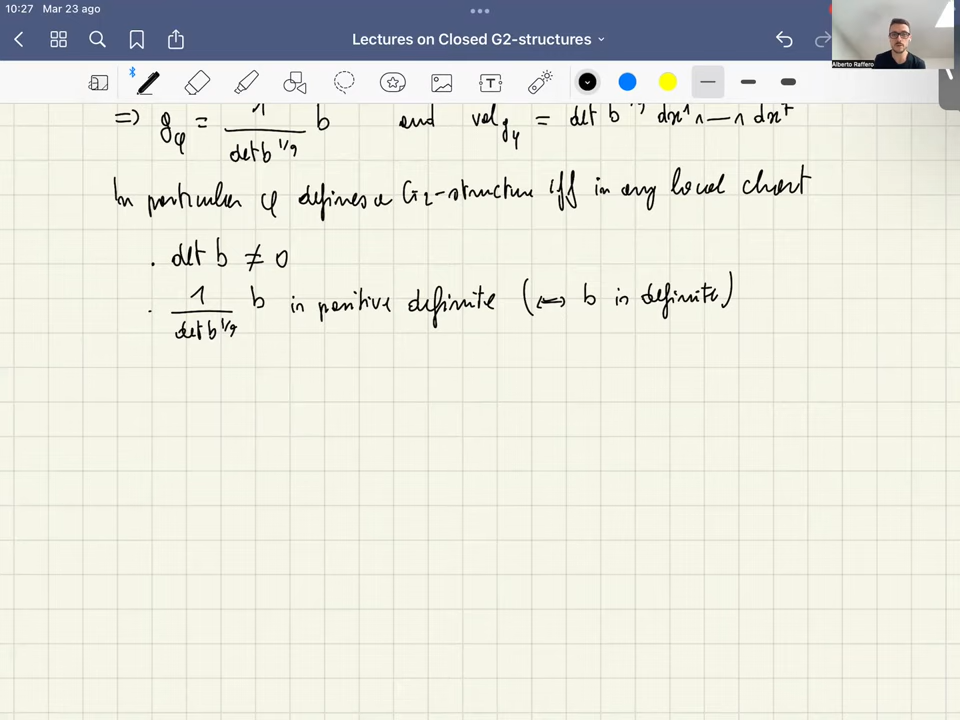 10:27 Mar 23 ago
Lectures on Closed G2-structures
Alberto Raffero
=> g_φ = 1 / det b^1/9 b and vol_gφ = det b^1/9 dx^1 ∧ — ∧ dx^7
In particular φ defines a G2-structure iff in any local chart
. det b ≠ 0
. 1 / det b^1/9 b is positive definite (<-> b is definite)